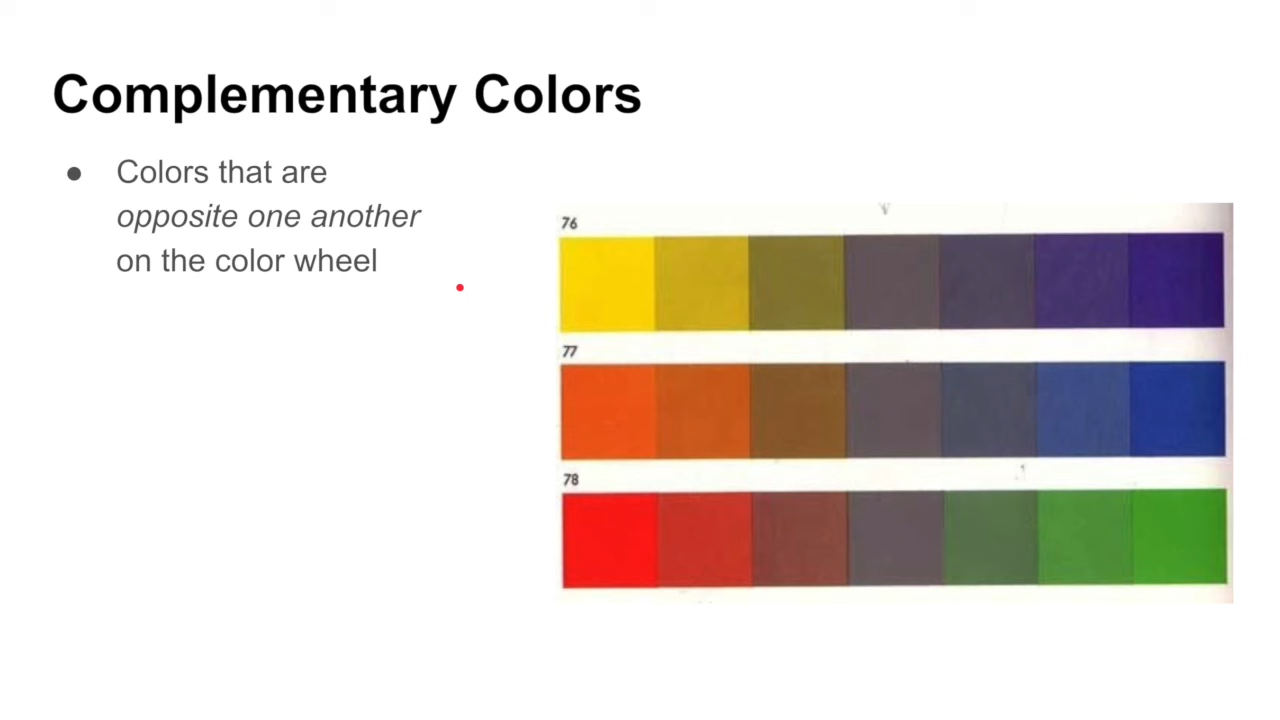 Complementary Colors
● Colors that are
opposite one another
on the color wheel
76
77
78